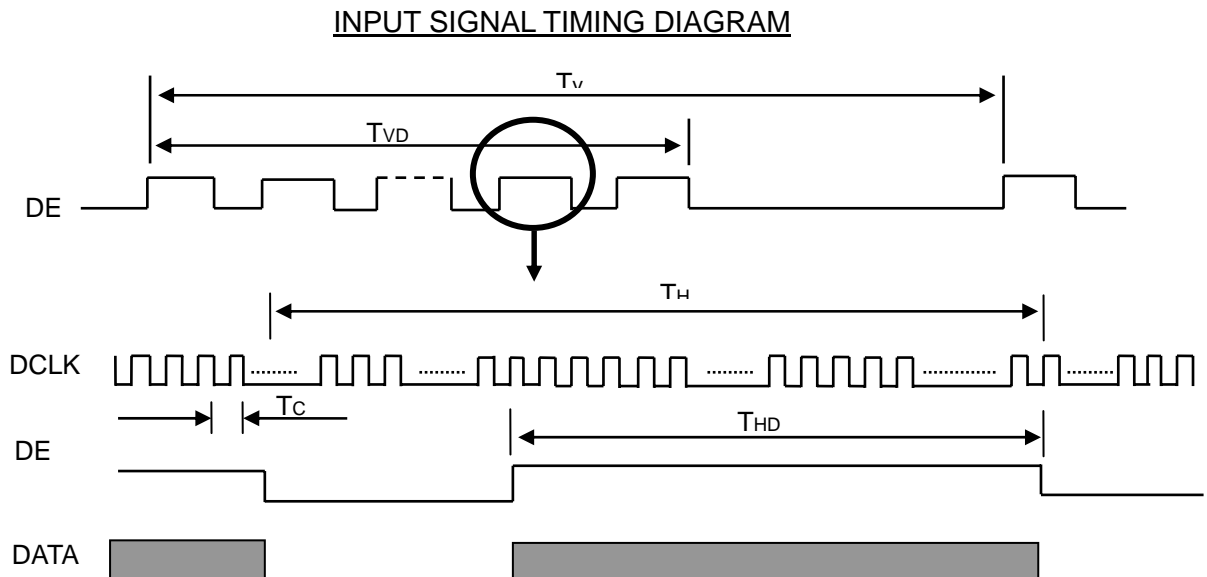 INPUT SIGNAL TIMING DIAGRAM
TV
TVD
DE
TH
DCLK
TC
THD
DE
DATA